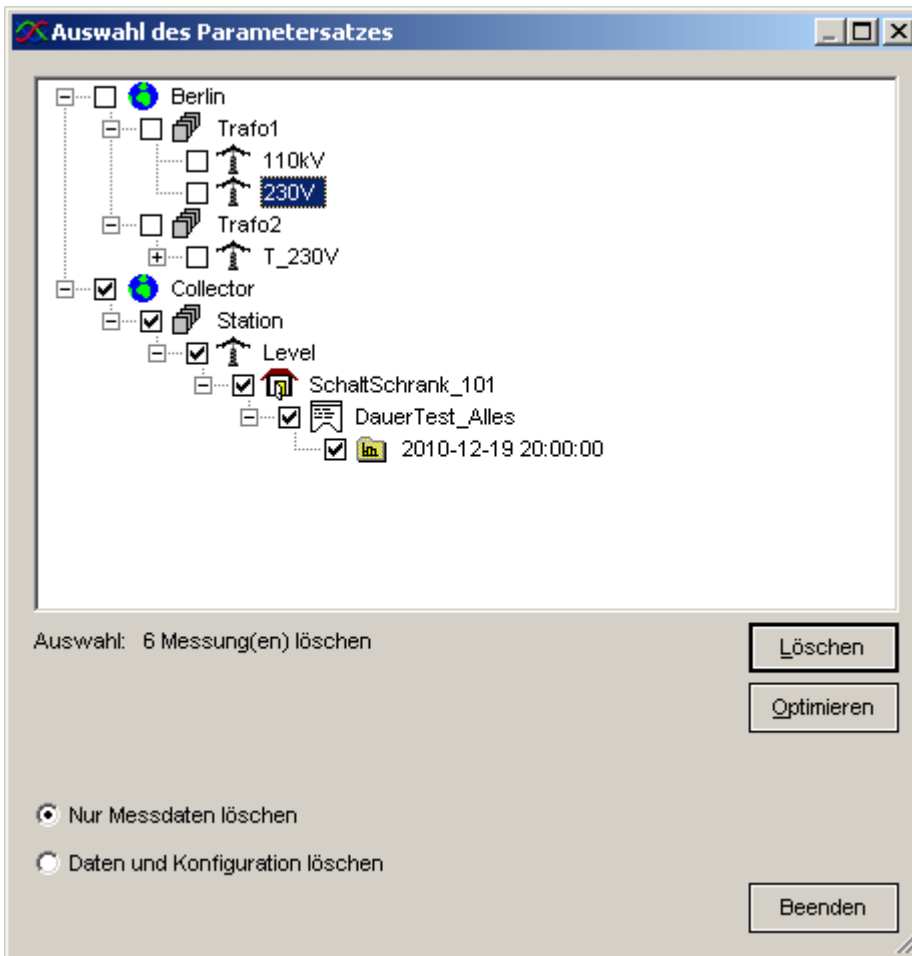 Auswahl des Parametersatzes
Berlin
Trafo1
110kV
230V
Trafo2
T_230V
Collector
Station
Level
SchaltSchrank_101
DauerTest_Alles
2010-12-19 20:00:00
Auswahl: 6 Messung(en) löschen
Löschen
Optimieren
Nur Messdaten löschen
Daten und Konfiguration löschen
Beenden